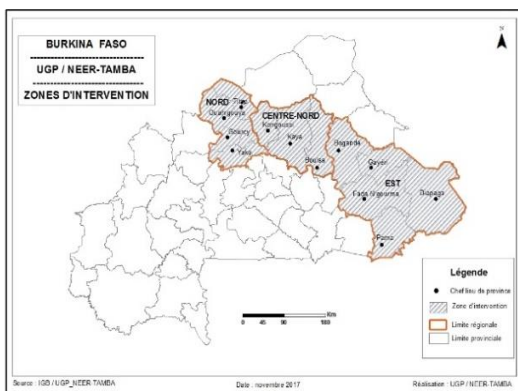 BURKINA FASO
UGP / NEER-TAMBA
ZONES D'INTERVENTION
N
NORD
Titao
Ouahigouya
Gourcy
Yako
CENTRE-NORD
Kongoussi
Kaya
Boulsa
Bogandé
Gayéri
EST
Fada N'gourma
Diapaga
Pama
Km
0 45 90 180
Légende
Chef lieu de province
Zone d'intervention
Limite régionale
Limite provinciale
Source : IGB / UGP_NEER-TAMBA
Date : novembre 2017
Réalisation : UGP / NEER-TAMBA